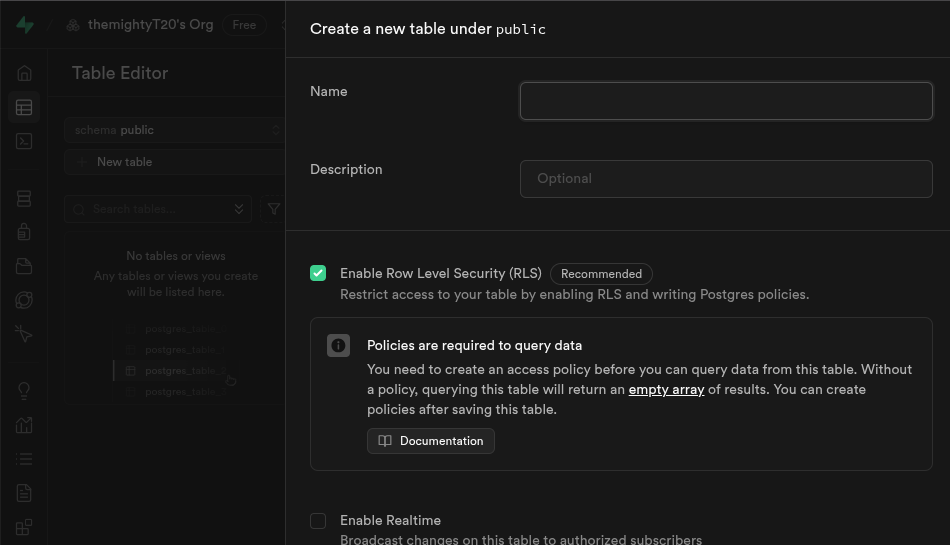 themightyT20's Org Free
Table Editor
schema public
New table
Search tables...
No tables or views
Any tables or views you create
will be listed here.
postgres_table_
postgres_table_
postgres_table_
postgres_table_
Create a new table under public
Name
Description
Optional
Enable Row Level Security (RLS) Recommended
Restrict access to your table by enabling RLS and writing Postgres policies.
Policies are required to query data
You need to create an access policy before you can query data from this table. Without
a policy, querying this table will return an empty array of results. You can create
policies after saving this table.
Documentation
Enable Realtime
Broadcast changes on this table to authorized subscribers